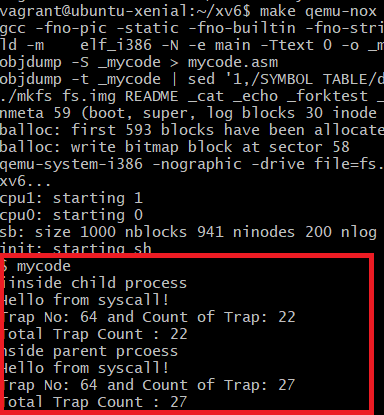 vagrant@ubuntu-xenial:~/xv6$ make qemu-nox
gcc -fno-pic -static -fno-builtin -fno-stri
ld -m    elf_i386 -N -e main -Ttext 0 -o _m
objdump -S _mycode > mycode.asm
objdump -t _mycode | sed '1,/SYMBOL TABLE/d
./mkfs fs.img README _cat _echo _forktest _
nmeta 59 (boot, super, log blocks 30 inode
balloc: first 593 blocks have been allocate
balloc: write bitmap block at sector 58
qemu-system-i386 -nographic -drive file=fs.
xv6...
cpu1: starting 1
cpu0: starting 0
sb: size 1000 nblocks 941 ninodes 200 nlog
init: starting sh
$ mycode
iinside child process
Hello from syscall!
Trap No: 64 and Count of Trap: 22
Total Trap Count : 22
nside parent prcoess
Hello from syscall!
Trap No: 64 and Count of Trap: 27
Total Trap Count : 27